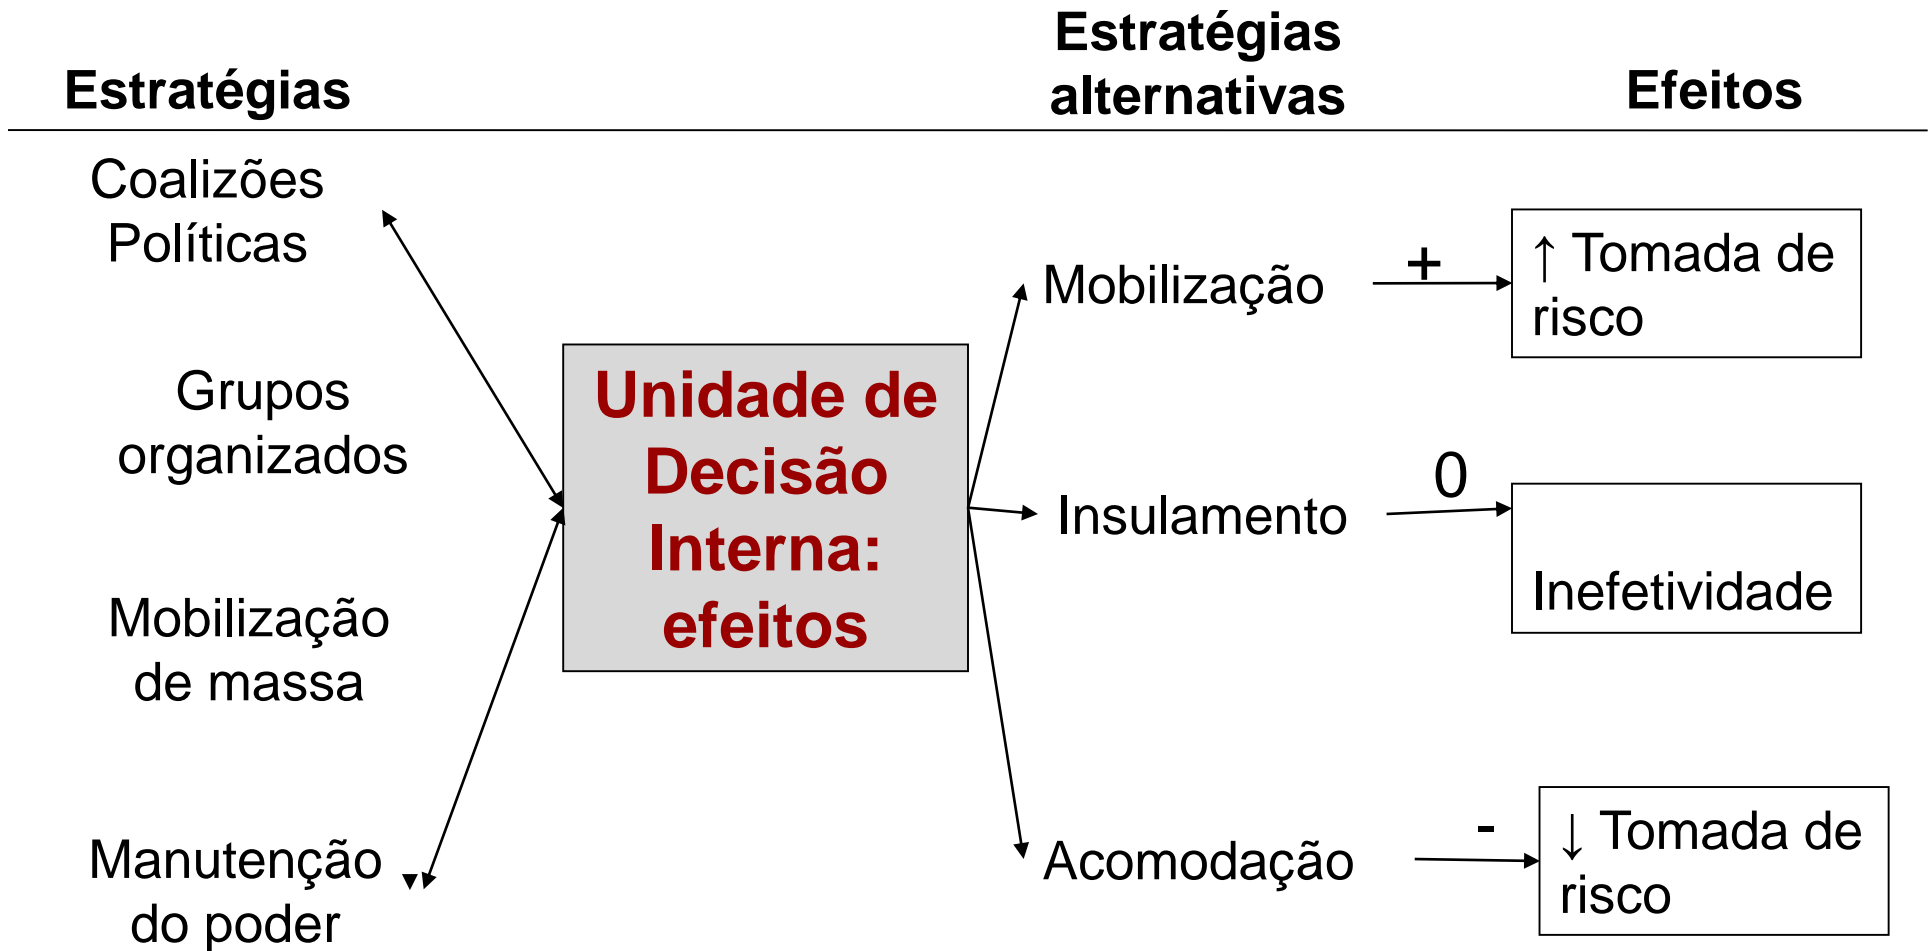 Estratégias
Estratégias
alternativas
Efeitos
Coalizões
Políticas
Grupos
organizados
Mobilização
de massa
Manutenção
do poder
Unidade de
Decisão
Interna:
efeitos
Mobilização
+
↑ Tomada de
risco
Insulamento
0
Inefetividade
Acomodação
-
↓ Tomada de
risco